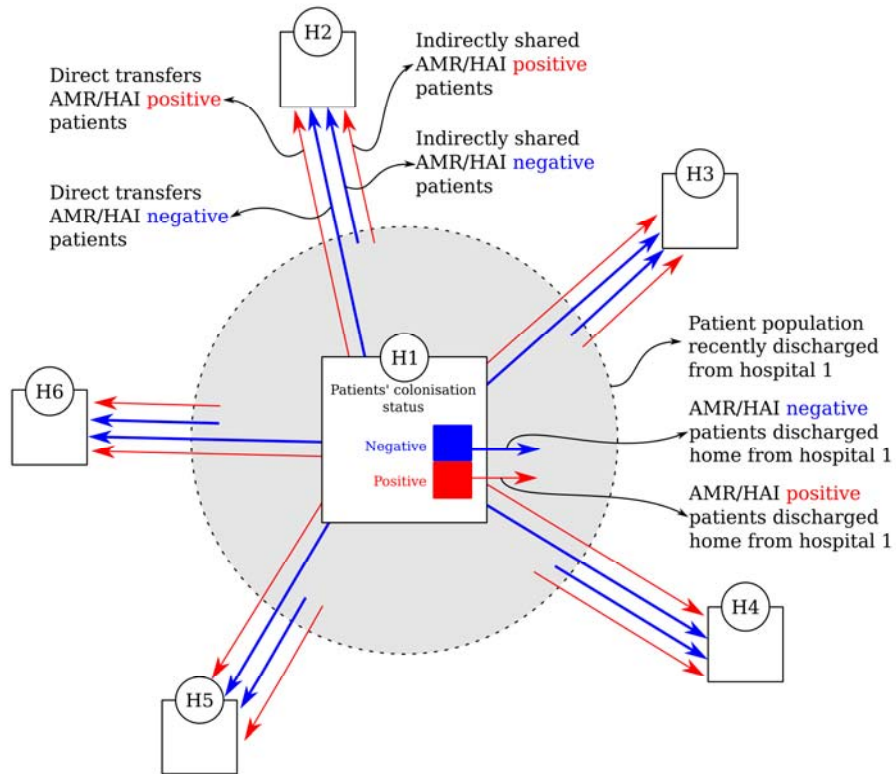 H2
Direct transfers
AMR/HAI positive
patients
Indirectly shared
AMR/HAI positive
patients
Direct transfers
AMR/HAI negative
patients
Indirectly shared
AMR/HAI negative
patients
H3
H1
Patients' colonisation
status
Negative
Positive
Patient population
recently discharged
from hospital 1
AMR/HAI negative
patients discharged
home from hospital 1
AMR/HAI positive
patients discharged
home from hospital 1
H6
H4
H5